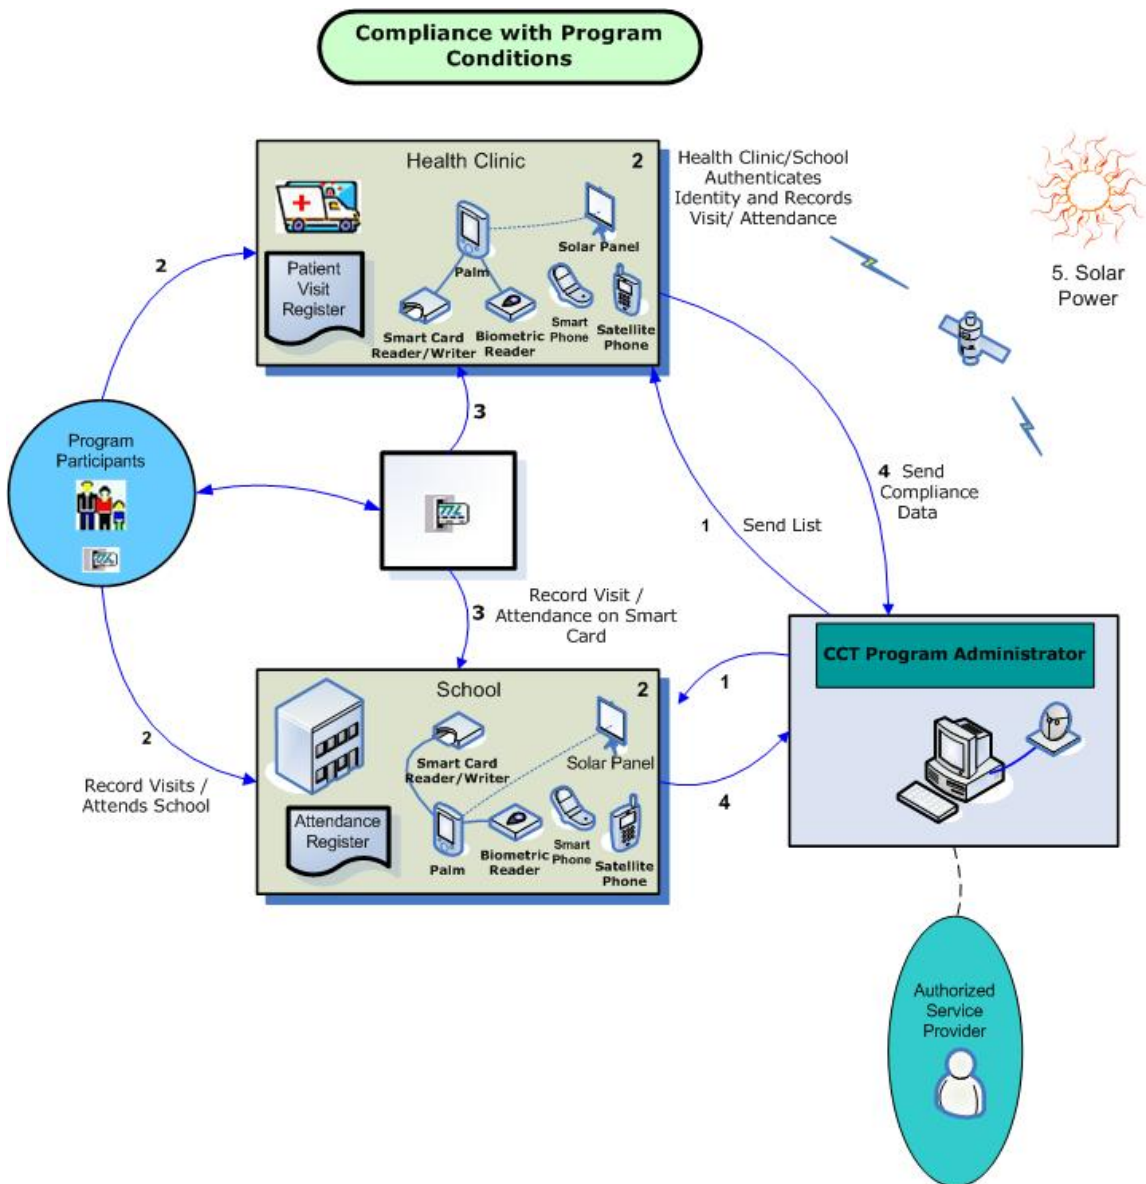 Compliance with Program
Conditions
Health Clinic
2
Patient
Visit
Register
Palm
Solar Panel
Smart Card
Reader/Writer
Biometric
Reader
Smart
Phone
Satellite
Phone
Health Clinic/School
Authenticates
Identity and Records
Visit/ Attendance
5. Solar
Power
2
3
Program
Participants
4 Send
Compliance
Data
1 Send List
3
Record Visit /
Attendance on Smart
Card
CCT Program Administrator
1
School
2
Smart Card
Reader/Writer
Solar Panel
2
Record Visits /
Attends School
Attendance
Register
Palm
Biometric
Reader
Smart
Phone
Satellite
Phone
4
Authorized
Service
Provider